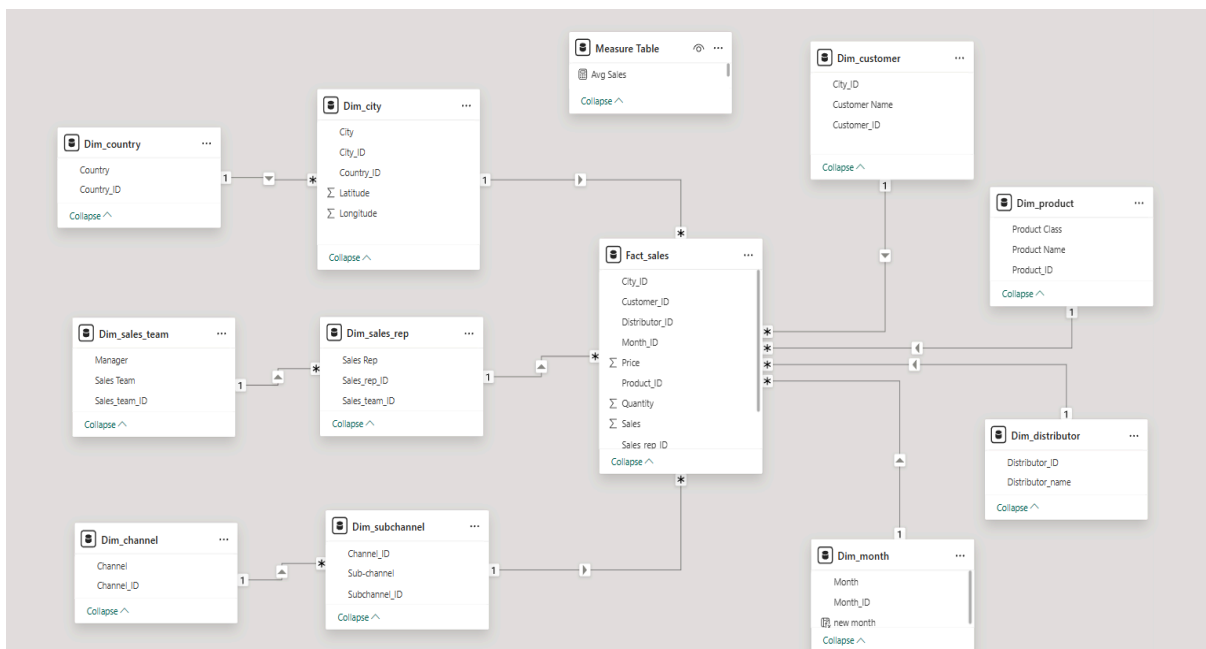 Measure Table
Avg Sales
Collapse
Dim_customer
City_ID
Customer Name
Customer_ID
Collapse
Dim_city
City
City_ID
Country_ID
Σ Latitude
Σ Longitude
Collapse
Dim_country
Country
Country_ID
Collapse
1
*
1
*
1
Dim_product
Product Class
Product Name
Product_ID
Collapse
1
Fact_sales
City_ID
Customer_ID
Distributor_ID
Month_ID
Σ Price
Product_ID
Σ Quantity
Σ Sales
Sales_rep_ID
Collapse
*
*
*
*
*
*
Dim_sales_team
Manager
Sales Team
Sales_team_ID
Collapse
1
*
Dim_sales_rep
Sales Rep
Sales_rep_ID
Sales_team_ID
Collapse
1
Dim_distributor
Distributor_ID
Distributor_name
Collapse
1
Dim_channel
Channel
Channel_ID
Collapse
1
*
Dim_subchannel
Channel_ID
Sub-channel
Subchannel_ID
Collapse
1
Dim_month
Month
Month_ID
new month
Collapse
1